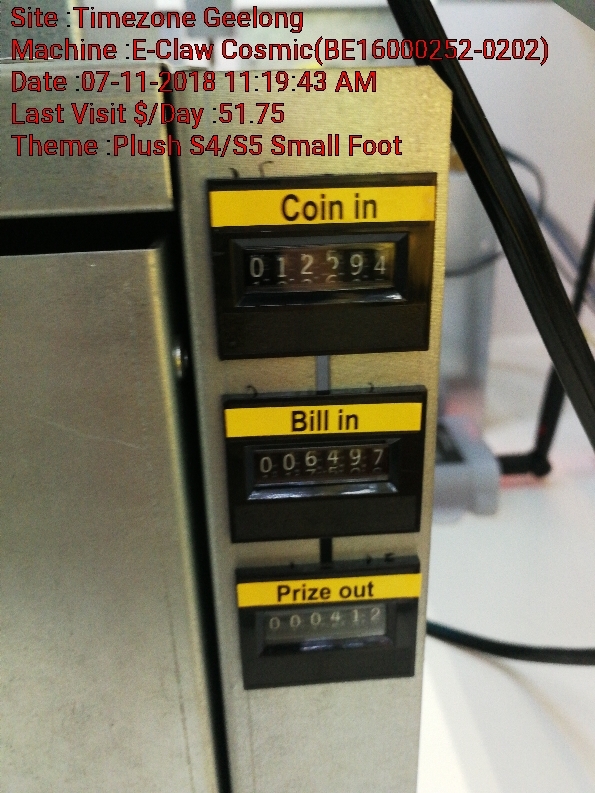 Site :Timezone Geelong
Machine :E-Claw Cosmic(BE16000252-0202)
Date :07-11-2018 11:19:43 AM
Last Visit $/Day :51.75
Theme :Plush S4/S5 Small Foot
Coin in
012594
Bill in
006497
Prize out
000412